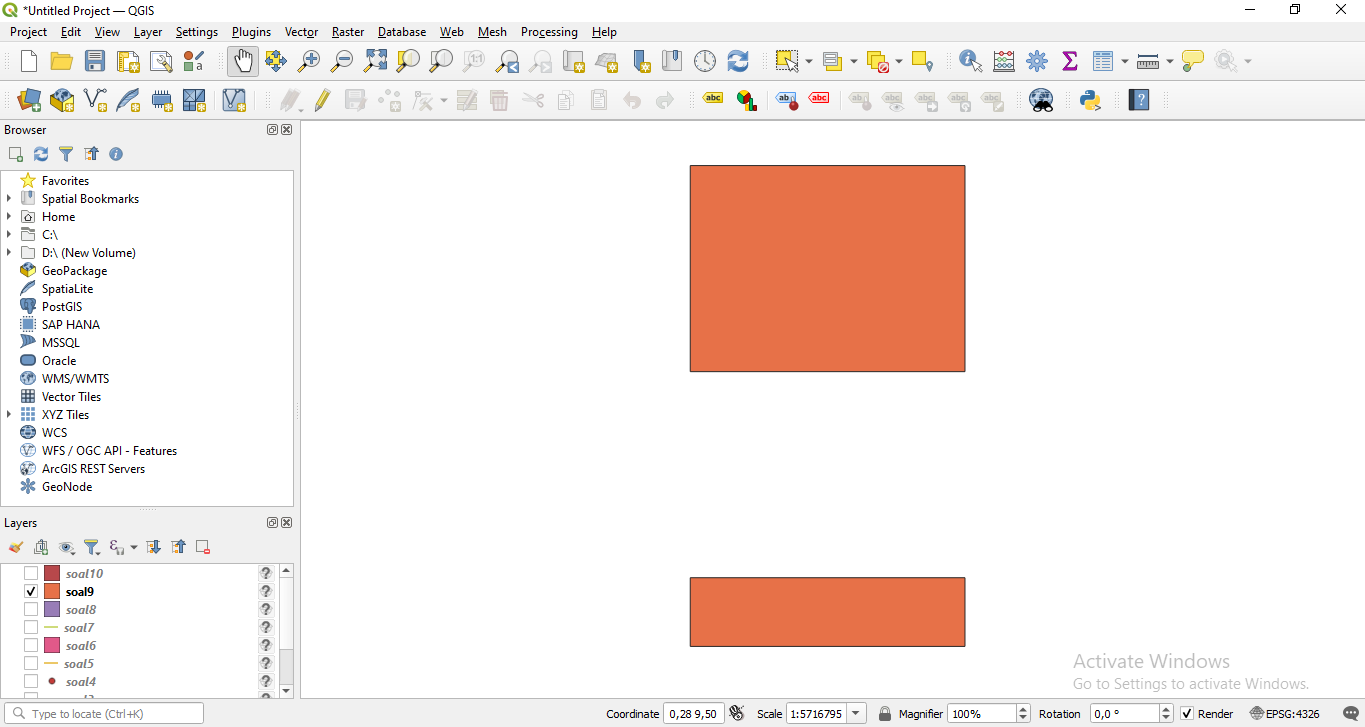 *Untitled Project — QGIS
Project Edit View Layer Settings Plugins Vector Raster Database Web Mesh Processing Help
Browser
Favorites
Spatial Bookmarks
Home
C:\
D:\ (New Volume)
GeoPackage
SpatiaLite
PostGIS
SAP HANA
MSSQL
Oracle
WMS/WMTS
Vector Tiles
XYZ Tiles
WCS
WFS / OGC API - Features
ArcGIS REST Servers
GeoNode
Layers
soal10
soal9
soal8
soal7
soal6
soal5
soal4
Activate Windows
Go to Settings to activate Windows.
Type to locate (Ctrl+K)
Coordinate 0,28 9,50 Scale 1:5716795 Magnifier 100% Rotation 0,0 ° Render EPSG:4326